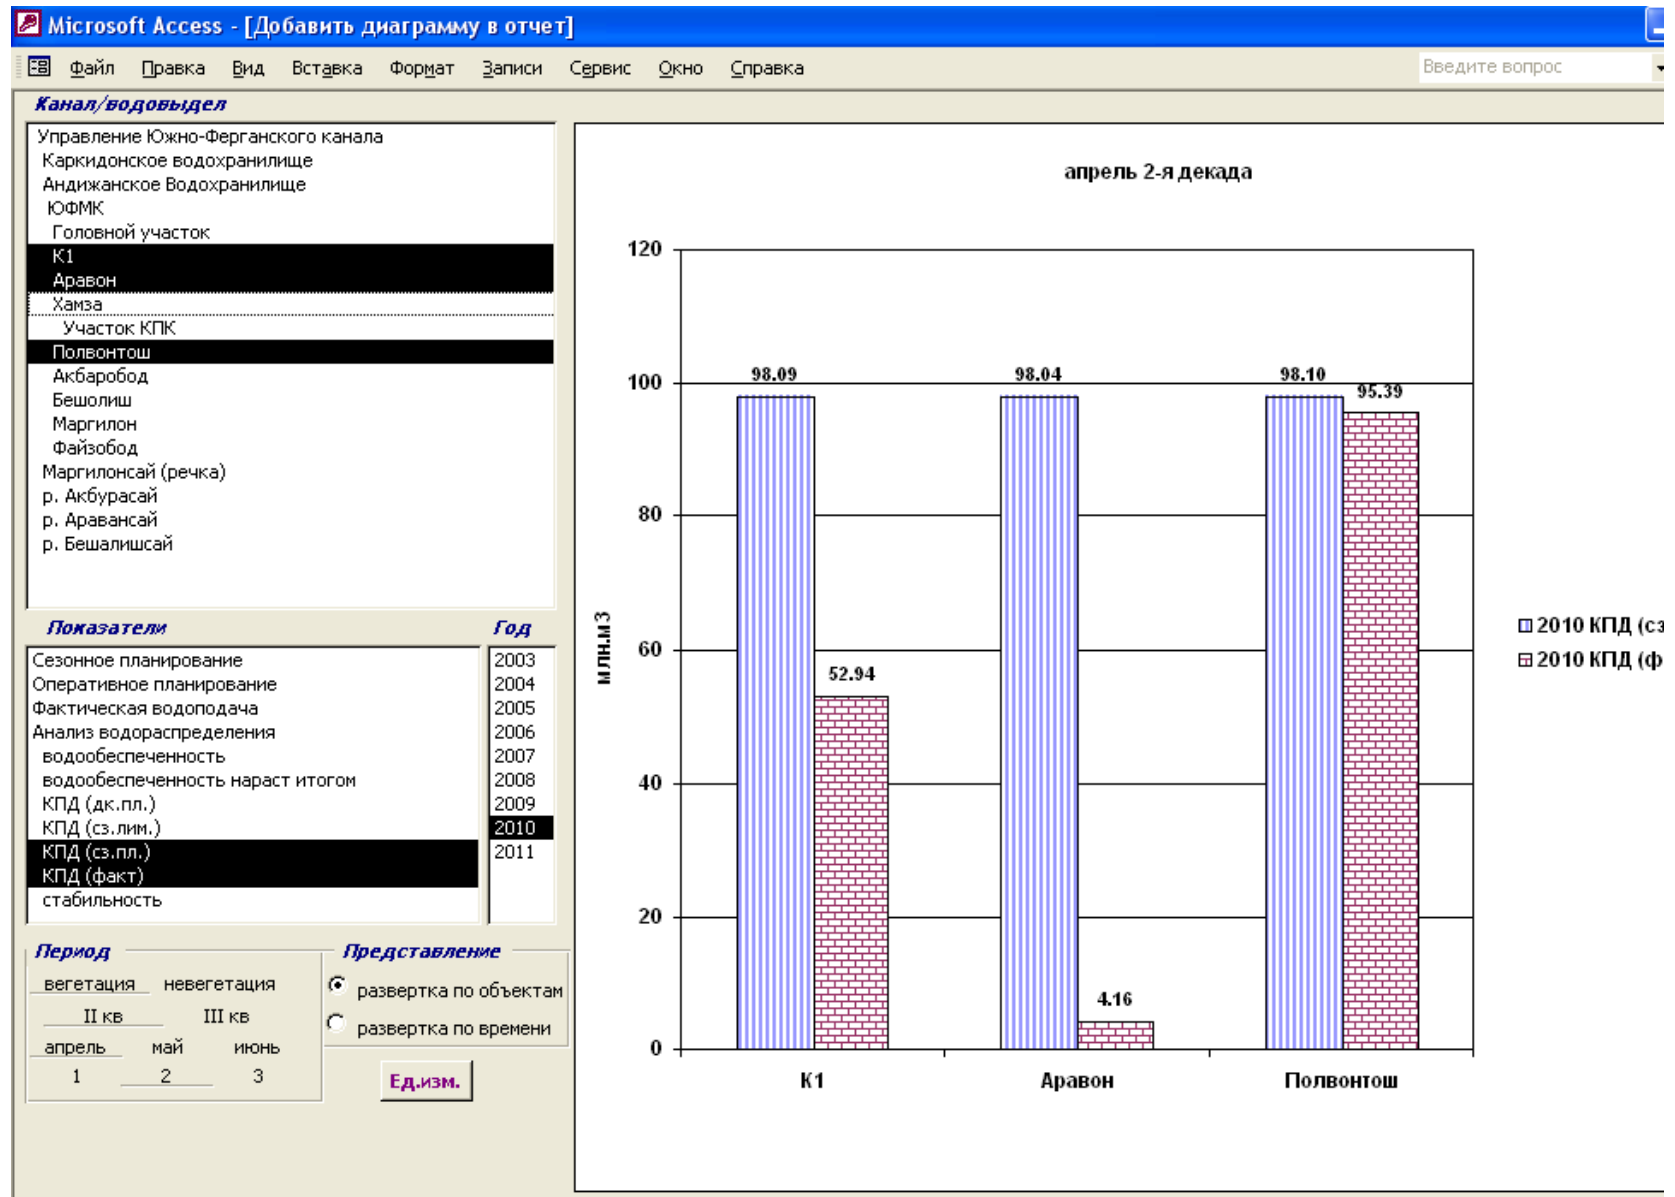 Microsoft Access - [Добавить диаграмму в отчет]
Файл Правка Вид Вставка Формат Записи Сервис Окно Справка Введите вопрос
Канал/водовыдел
Управление Южно-Ферганского канала
Каркидонское водохранилище
Андижанское Водохранилище
ЮФМК
Головной участок
К1
Аравон
Хамза
Участок КПК
Полвонтош
Акбаробод
Бешолиш
Маргилон
Файзобод
Маргилонсай (речка)
р. Акбурасай
р. Аравансай
р. Бешалишсай
Показатели
Сезонное планирование
Оперативное планирование
Фактическая водоподача
Анализ водораспределения
водообеспеченность
водообеспеченность нараст итогом
КПД (дк.пл.)
КПД (сз.лим.)
КПД (сз.пл.)
КПД (факт)
стабильность
Год
2003
2004
2005
2006
2007
2008
2009
2010
2011
Период
вегетация невегетация
II кв III кв
апрель май июнь
1 2 3
Представление
развертка по объектам
развертка по времени
Ед.изм.
апрель 2-я декада
млн.м3
120
100
80
60
40
20
0
98.09 98.04 98.10
95.39
52.94
4.16
К1 Аравон Полвонтош
2010 КПД (сз
2010 КПД (ф